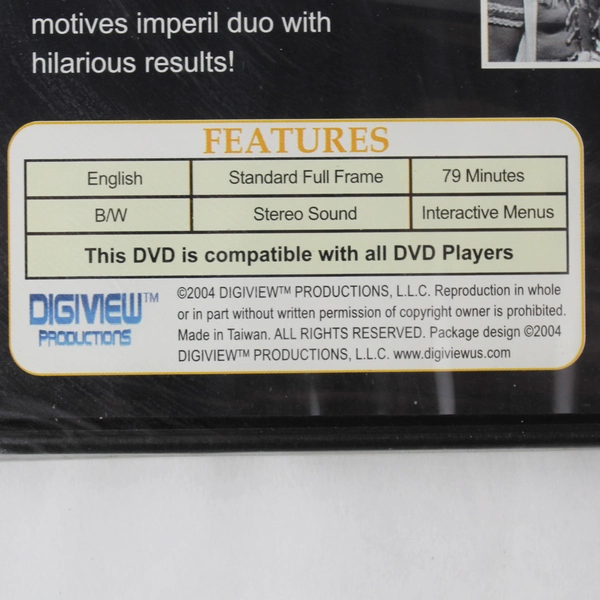 motives imperil duo with
hilarious results!
FEATURES
English Standard Full Frame 79 Minutes
B/W Stereo Sound Interactive Menus
This DVD is compatible with all DVD Players
DIGIVIEW™
PRODUCTIONS
©2004 DIGIVIEW™ PRODUCTIONS, L.L.C. Reproduction in whole
or in part without written permission of copyright owner is prohibited.
Made in Taiwan. ALL RIGHTS RESERVED. Package design ©2004
DIGIVIEW™ PRODUCTIONS, L.L.C. www.digiviewus.com